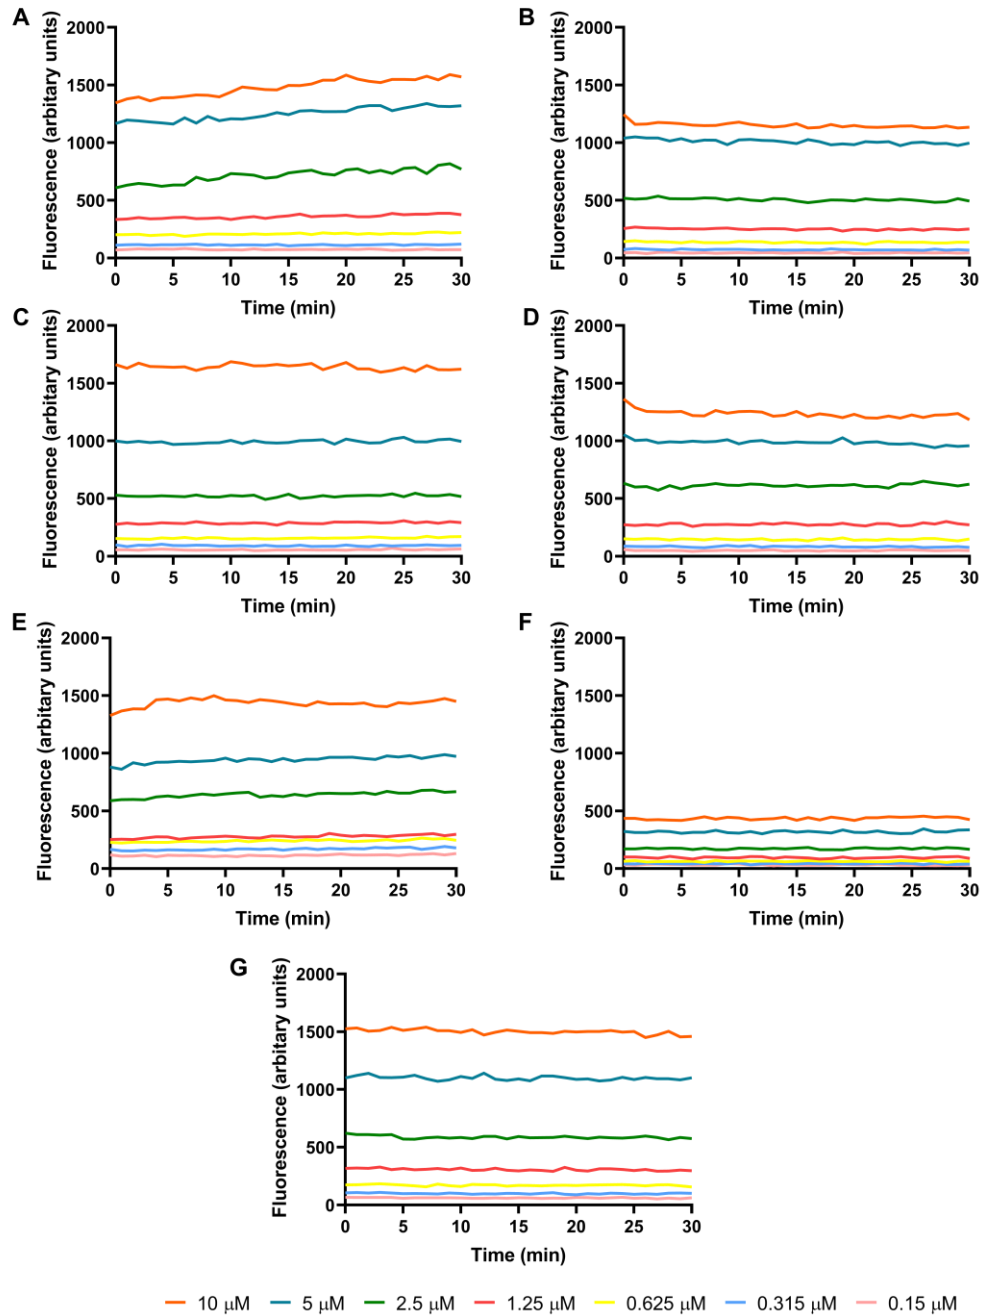 A
Fluorescence (arbitary units)
2000
1500
1000
500
0
0 5 10 15 20 25 30
Time (min)
B
Fluorescence (arbitary units)
2000
1500
1000
500
0
0 5 10 15 20 25 30
Time (min)
C
Fluorescence (arbitary units)
2000
1500
1000
500
0
0 5 10 15 20 25 30
Time (min)
D
Fluorescence (arbitary units)
2000
1500
1000
500
0
0 5 10 15 20 25 30
Time (min)
E
Fluorescence (arbitary units)
2000
1500
1000
500
0
0 5 10 15 20 25 30
Time (min)
F
Fluorescence (arbitary units)
2000
1500
1000
500
0
0 5 10 15 20 25 30
Time (min)
G
Fluorescence (arbitary units)
2000
1500
1000
500
0
0 5 10 15 20 25 30
Time (min)
10 μM 5 μM 2.5 μM 1.25 μM 0.625 μM 0.315 μM 0.15 μM